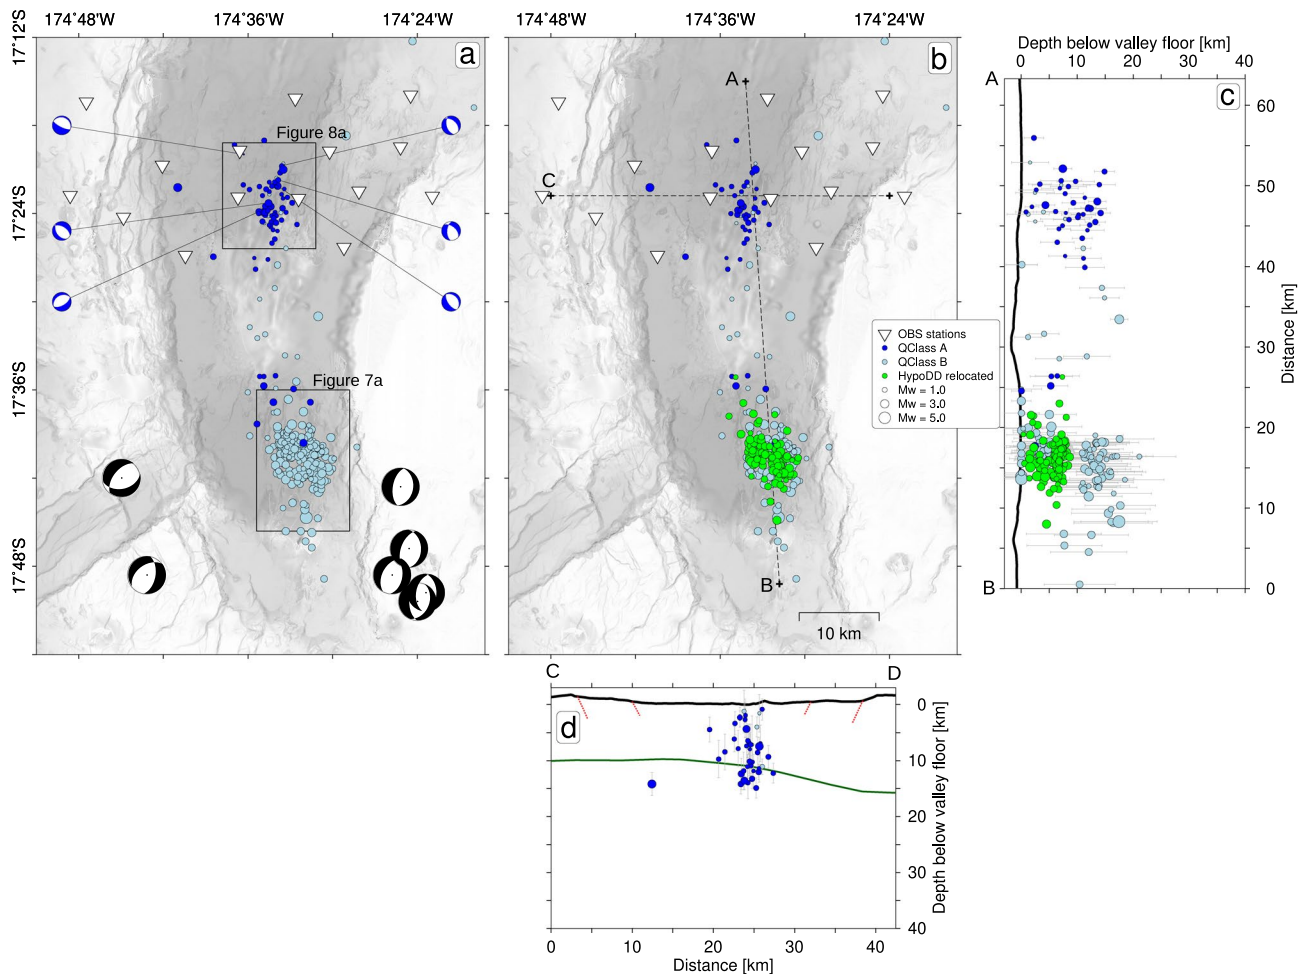 174°48'W 174°36'W 174°24'W 174°48'W 174°36'W 174°24'W
17°12'S
17°24'S
17°36'S
17°48'S
a
Figure 8a
Figure 7a
b
A
C
B
10 km
OBS stations
QClass A
QClass B
HypoDD relocated
Mw = 1.0
Mw = 3.0
Mw = 5.0
Depth below valley floor [km]
0 10 20 30 40
A
B
c
60
50
40
30
20
10
0
Distance [km]
C D
d
0
10
20
30
40
Depth below valley floor [km]
0 10 20 30 40
Distance [km]